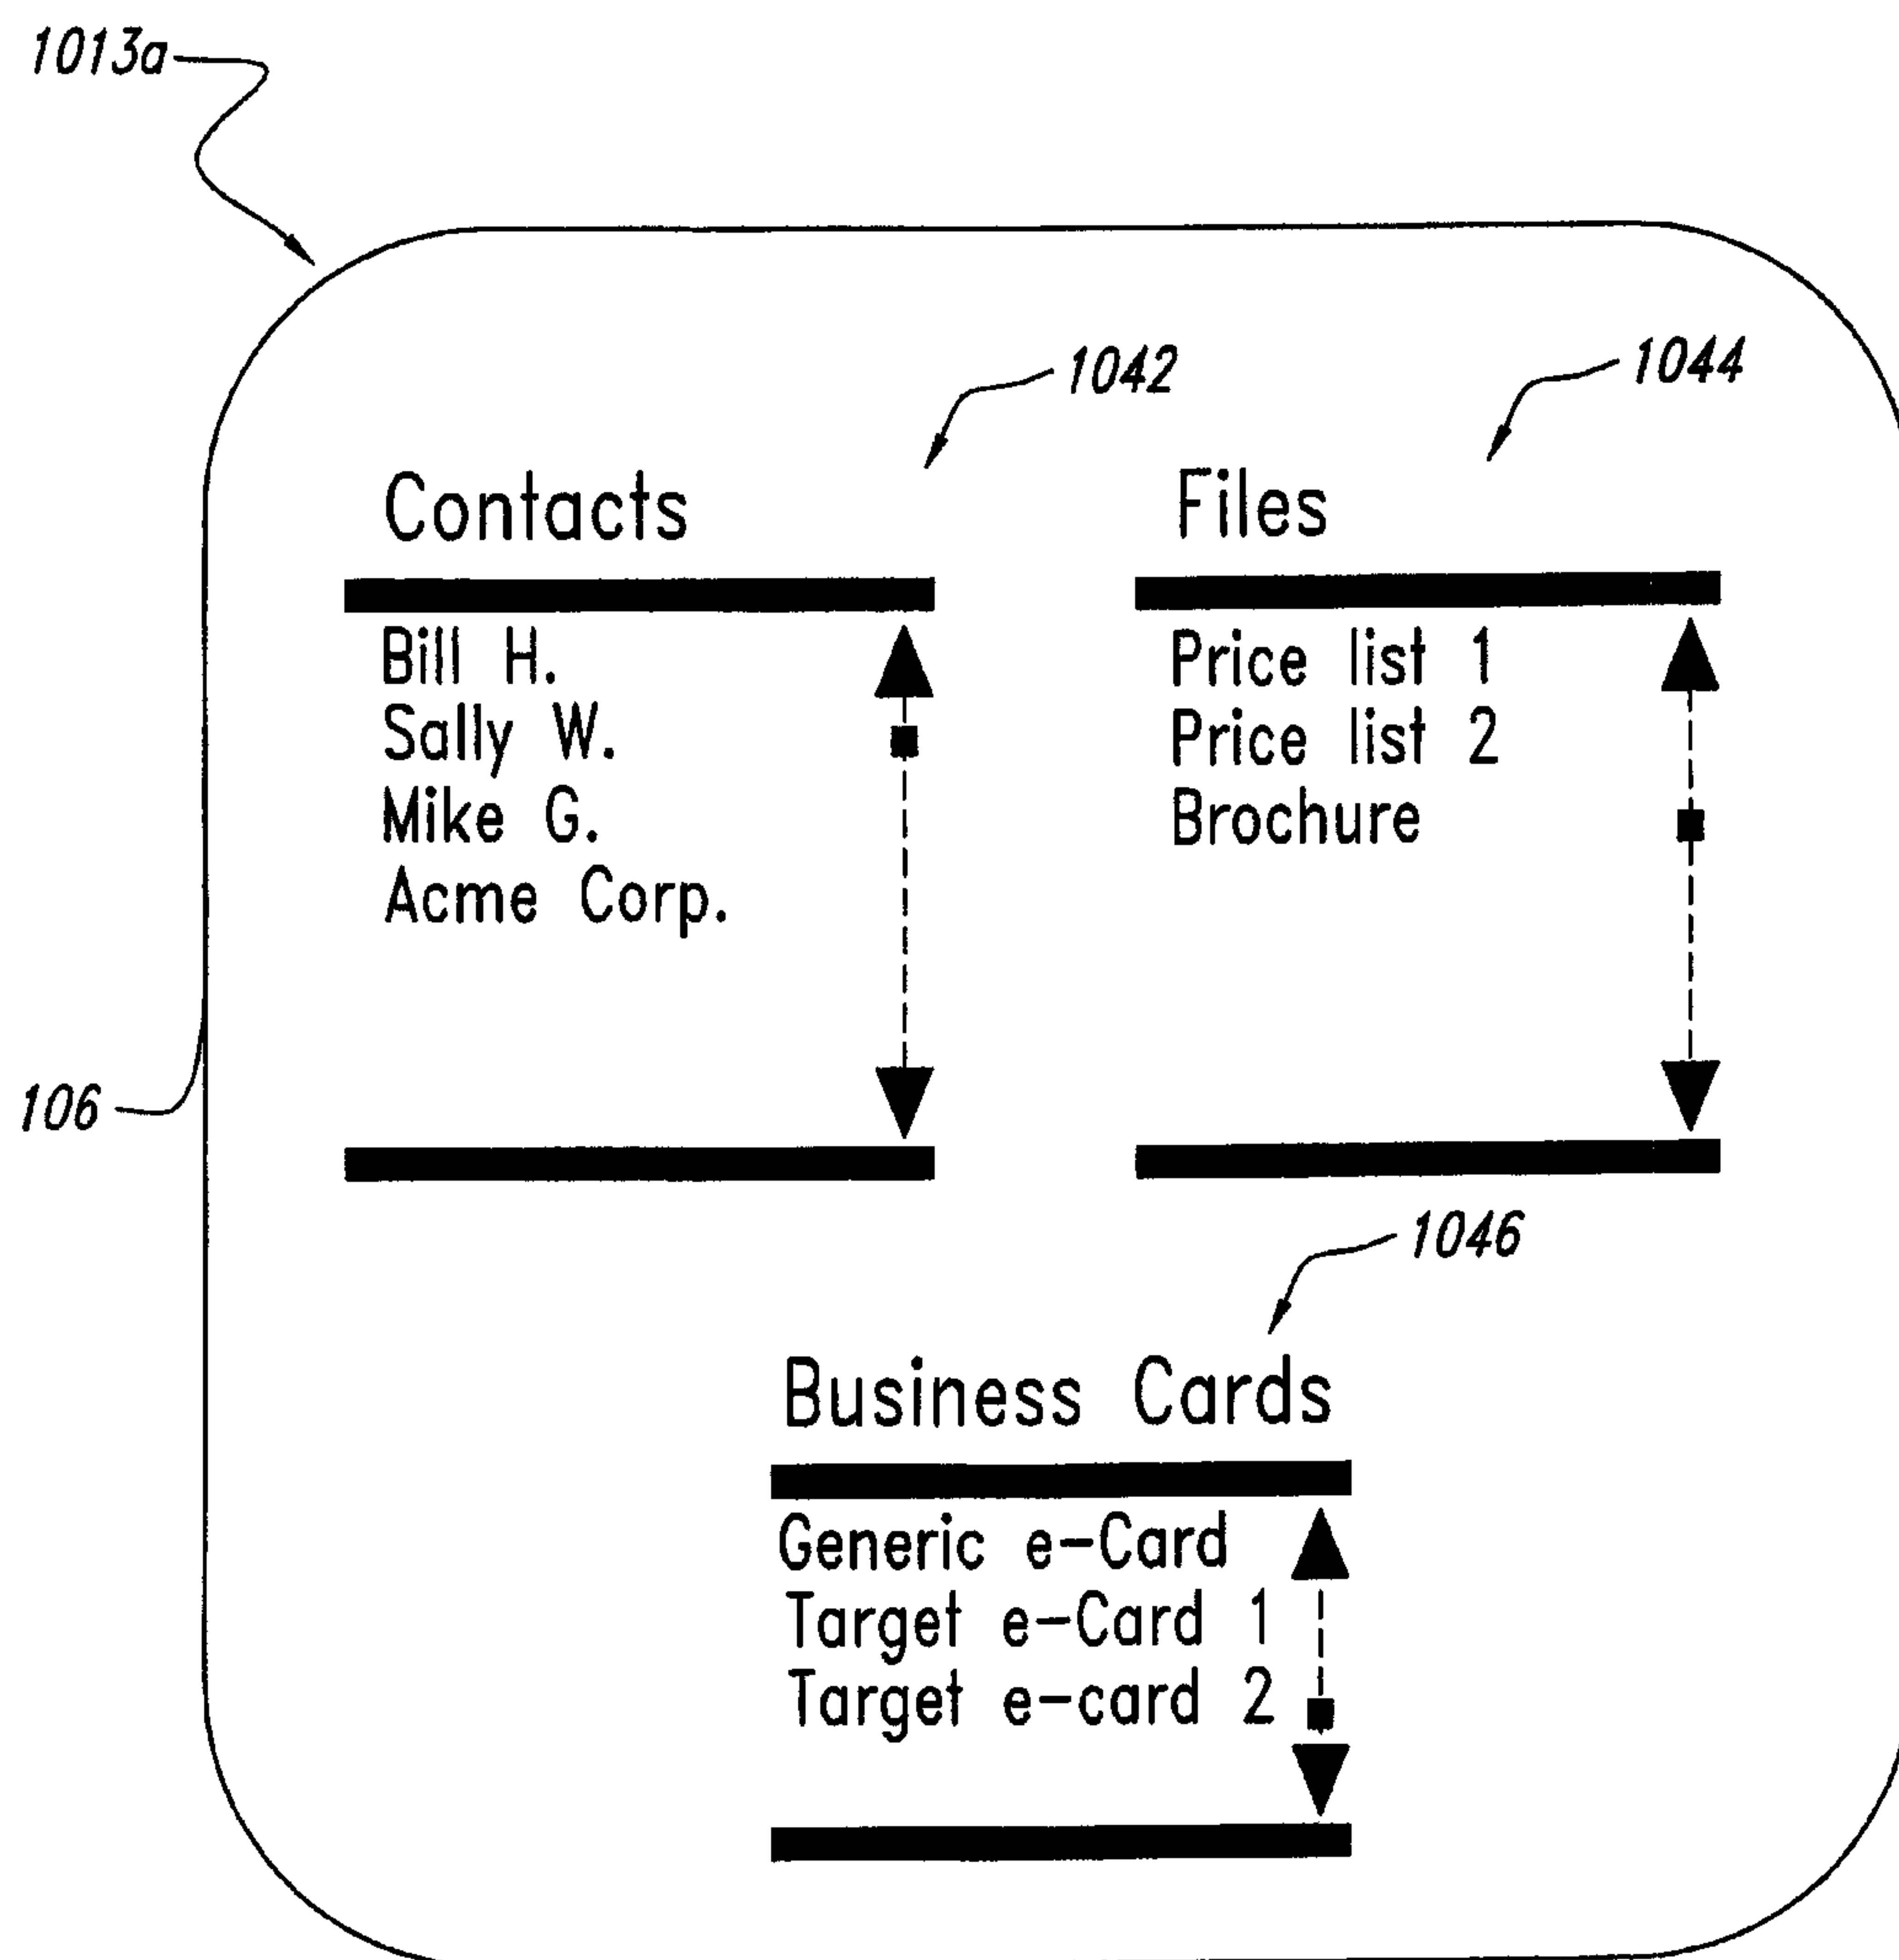 1013a
1042
1044
Contacts
Bill H.
Sally W.
Mike G.
Acme Corp.
Files
Price list 1
Price list 2
Brochure
106
1046
Business Cards
Generic e-Card
Target e-Card 1
Target e-card 2